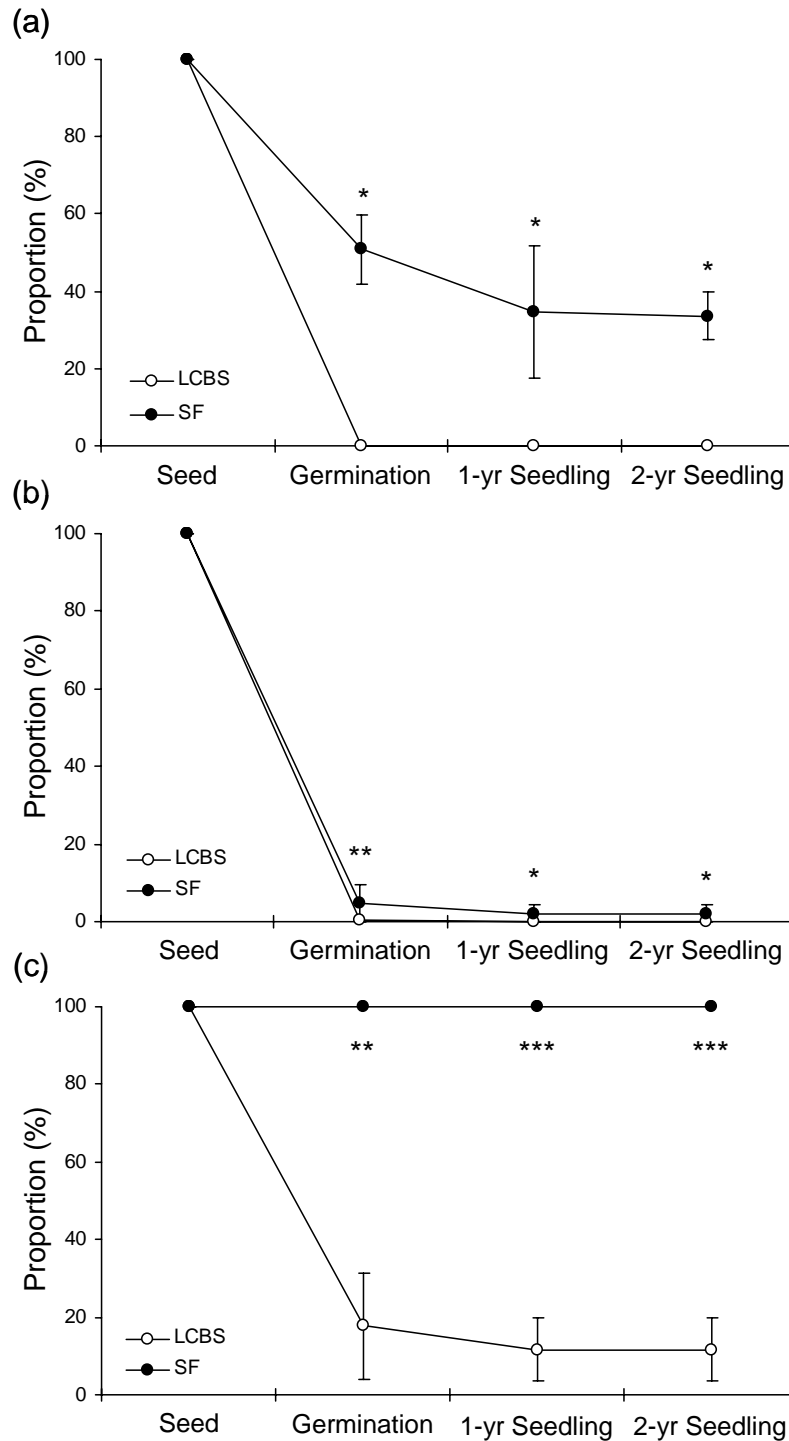 (a)
100
80
60
40
20
0
Proportion (%)
*
*
*
LCBS
SF
Seed Germination 1-yr Seedling 2-yr Seedling
(b)
100
80
60
40
20
0
Proportion (%)
**
*
*
LCBS
SF
Seed Germination 1-yr Seedling 2-yr Seedling
(c)
100
80
60
40
20
0
Proportion (%)
**
***
***
LCBS
SF
Seed Germination 1-yr Seedling 2-yr Seedling